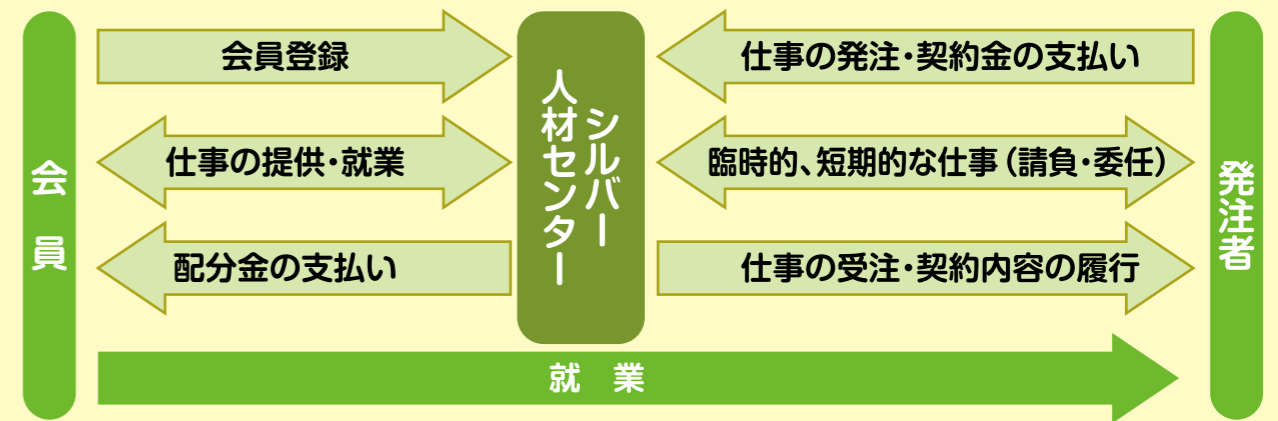 会員
会員登録
仕事の提供・就業
配分金の支払い
シルバー
人材センター
仕事の発注・契約金の支払い
臨時的、短期的な仕事(請負・委任)
仕事の受注・契約内容の履行
発注者
就業